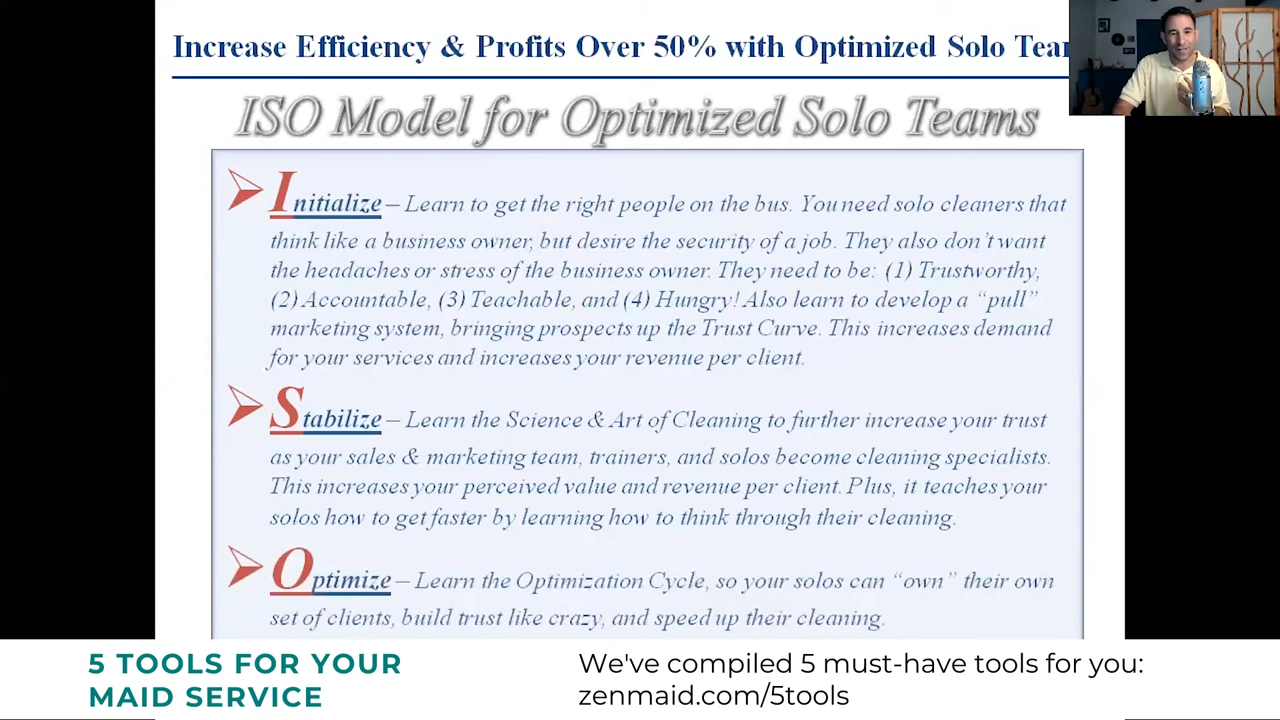 Increase Efficiency & Profits Over 50% with Optimized Solo
ISO Model for Optimized Solo Teams
Initialize – Learn to get the right people on the bus. You need solo cleaners that
think like a business owner, but desire the security of a job. They also don't want
the headaches or stress of the business owner. They need to be: (1) Trustworthy,
(2) Accountable, (3) Teachable, and (4) Hungry! Also learn to develop a “pull”
marketing system, bringing prospects up the Trust Curve. This increases demand
for your services and increases your revenue per client.
Stabilize – Learn the Science & Art of Cleaning to further increase your trust
as your sales & marketing team, trainers, and solos become cleaning specialists.
This increases your perceived value and revenue per client. Plus, it teaches your
solos how to get faster by learning how to think through their cleaning.
Optimize – Learn the Optimization Cycle, so your solos can “own” their own
set of clients, build trust like crazy, and speed up their cleaning.
5 TOOLS FOR YOUR
MAID SERVICE
We've compiled 5 must-have tools for you:
zenmaid.com/5tools